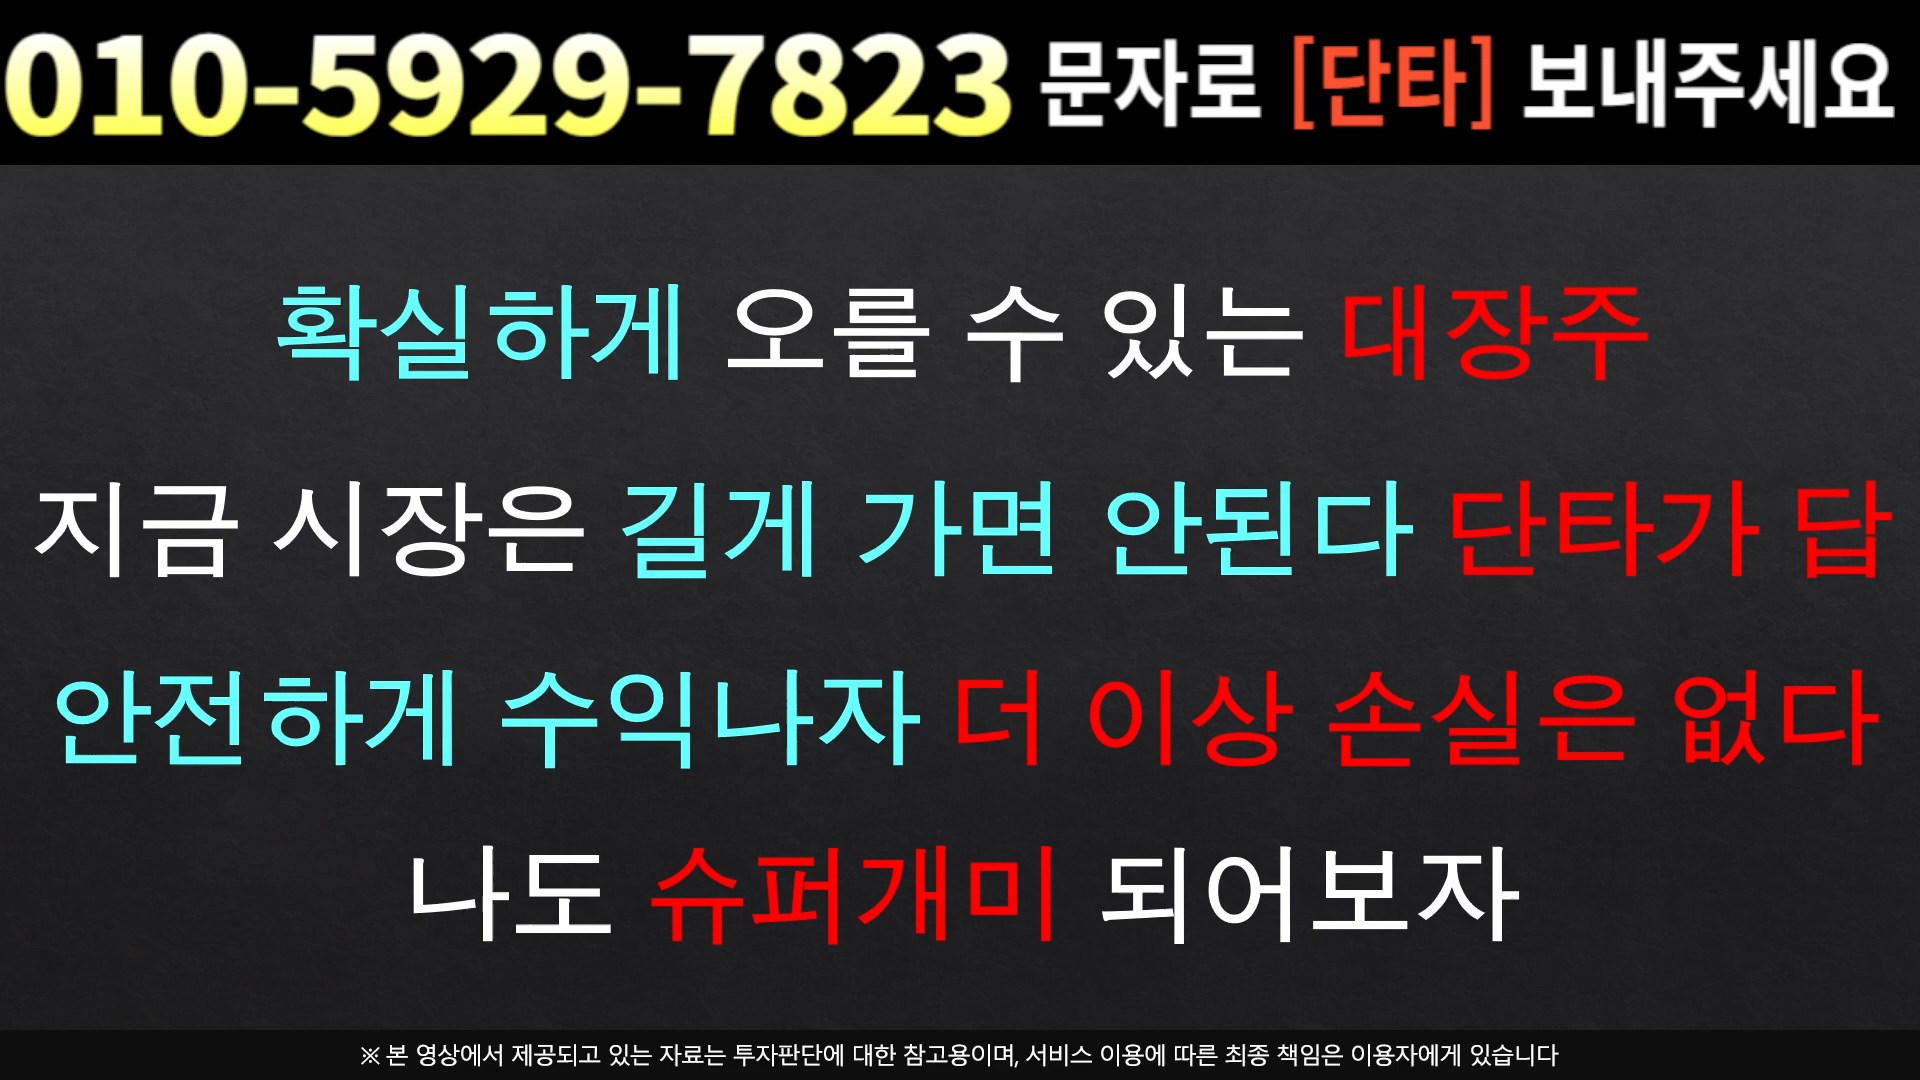 010-5929-7823 문자로 [단타] 보내주세요
확실하게 오를 수 있는 대장주
지금 시장은 길게 가면 안된다 단타가 답
안전하게 수익나자 더 이상 손실은 없다
나도 슈퍼개미 되어보자
※ 본 영상에서 제공되고 있는 자료는 투자판단에 대한 참고용이며, 서비스 이용에 따른 최종 책임은 이용자에게 있습니다